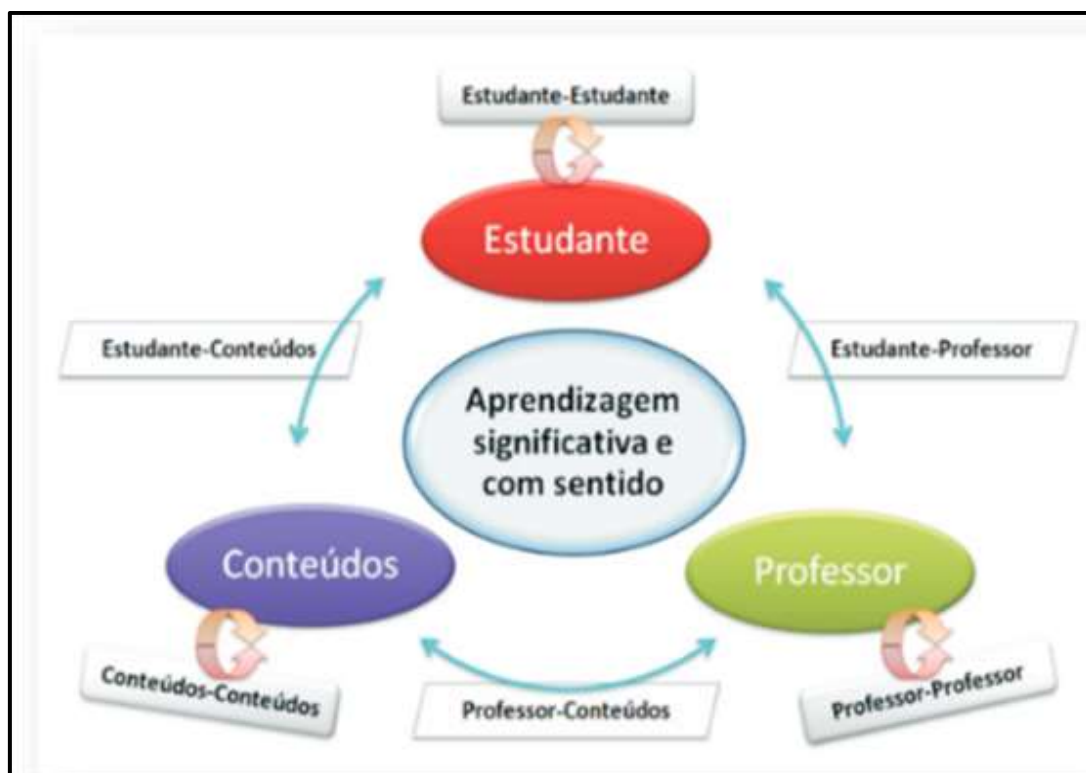 Estudante-Estudante
Estudante
Estudante-Conteúdos
Estudante-Professor
Aprendizagem
significativa e
com sentido
Conteúdos
Professor
Conteúdos-Conteúdos
Professor-Conteúdos
Professor-Professor